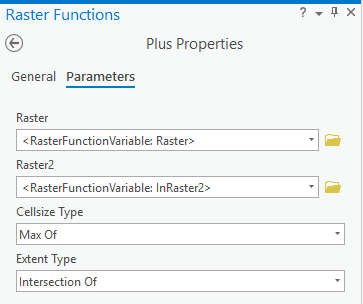 Raster Functions
Plus Properties
General Parameters
Raster
<RasterFunctionVariable: Raster>
Raster2
<RasterFunctionVariable: InRaster2>
Cellsize Type
Max Of
Extent Type
Intersection Of